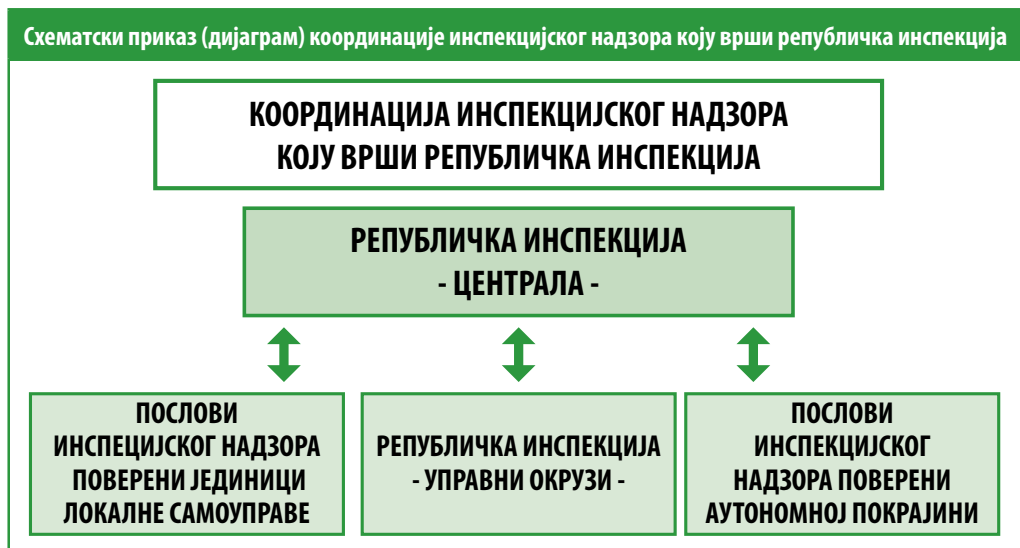 Схематски приказ (дијаграм) координације инспекцијског надзора коју врши републичка инспекција
КООРДИНАЦИЈА ИНСПЕКЦИЈСКОГ НАДЗОРА
КОЈУ ВРШИ РЕПУБЛИЧКА ИНСПЕКЦИЈА
РЕПУБЛИЧКА ИНСПЕКЦИЈА
- ЦЕНТРАЛА -
ПОСЛОВИ
ИНСПЕЦИЈСКОГ НАДЗОРА
ПОВЕРЕНИ ЈЕДИНИЦИ
ЛОКАЛНЕ САМОУПРАВЕ
РЕПУБЛИЧКА ИНСПЕКЦИЈА
- УПРАВНИ ОКРУЗИ -
ПОСЛОВИ
ИНСПЕКЦИЈСКОГ
НАДЗОРА ПОВЕРЕНИ
АУТОНОМНОЈ ПОКРАЈИНИ